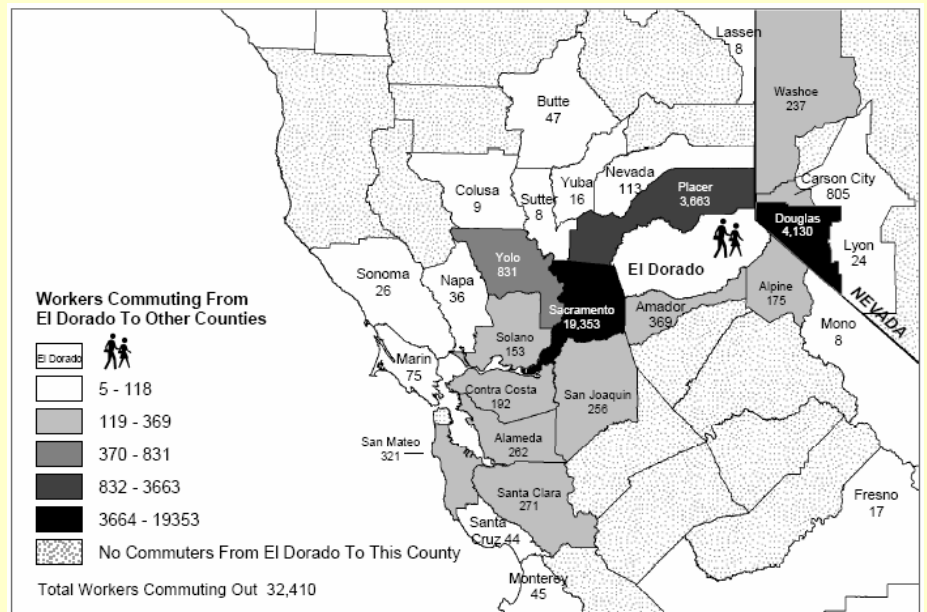 Lassen
8
Washoe
237
Butte
47
Carson City
805
Nevada
113
Placer
3,663
Colusa
9
Sutter
8
Yuba
16
Douglas
4,130
Lyon
24
El Dorado
Yolo
831
Sonoma
26
Napa
36
Sacramento
19,353
Alpine
175
NEVADA
Amador
369
Mono
8
Solano
153
Marin
75
Contra Costa
192
San Joaquin
256
Alameda
262
San Mateo
321
Santa Clara
271
Santa
Cruz 44
Fresno
17
Monterey
45
Workers Commuting From
El Dorado To Other Counties
El Dorado
5 - 118
119 - 369
370 - 831
832 - 3663
3664 - 19353
No Commuters From El Dorado To This County
Total Workers Commuting Out 32,410